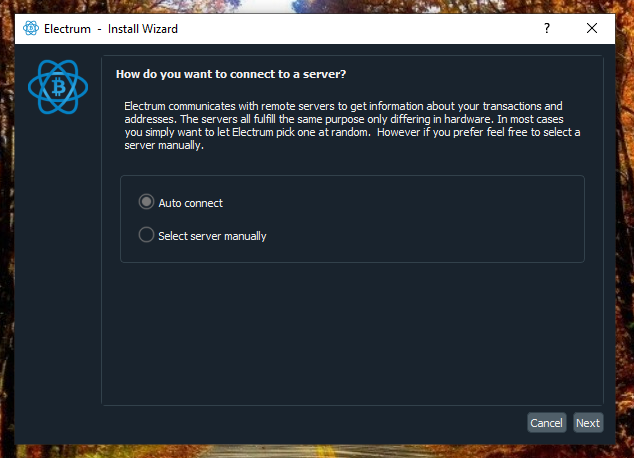 Electrum - Install Wizard
?
How do you want to connect to a server?
Electrum communicates with remote servers to get information about your transactions and
addresses. The servers all fulfill the same purpose only differing in hardware. In most cases
you simply want to let Electrum pick one at random.  However if you prefer feel free to select a
server manually.
Auto connect
Select server manually
Cancel Next